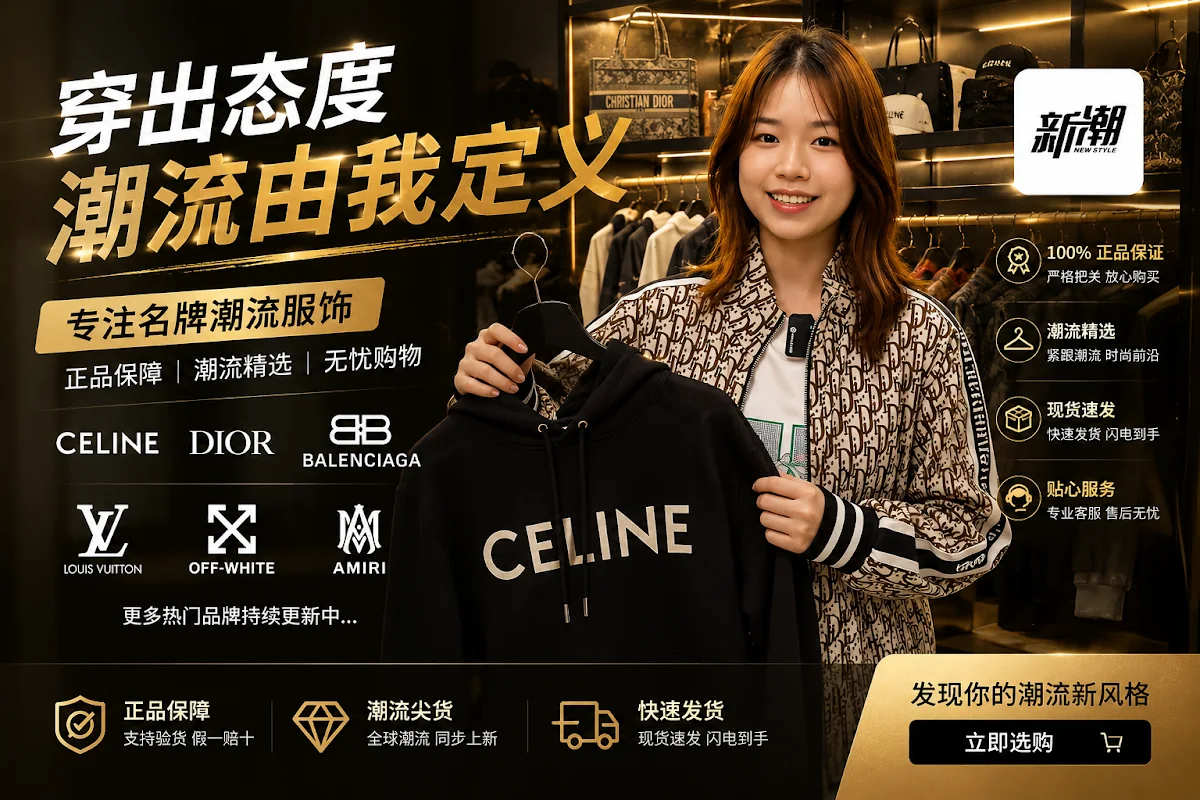 穿出态度
潮流由我定义
专注名牌潮流服饰
正品保障 | 潮流精选 | 无忧购物
CELINE DIOR BALENCIAGA
LOUIS VUITTON OFF-WHITE AMIRI
更多热门品牌持续更新中...
CHRISTIAN DIOR
CELINE
新潮
NEW STYLE
100% 正品保证
严格把关 放心购买
潮流精选
紧跟潮流 时尚前沿
现货速发
快速发货 闪电到手
贴心服务
专业客服 售后无忧
正品保障
支持验货 假一赔十
潮流尖货
全球潮流 同步上新
快速发货
现货速发 闪电到手
发现你的潮流新风格
立即选购